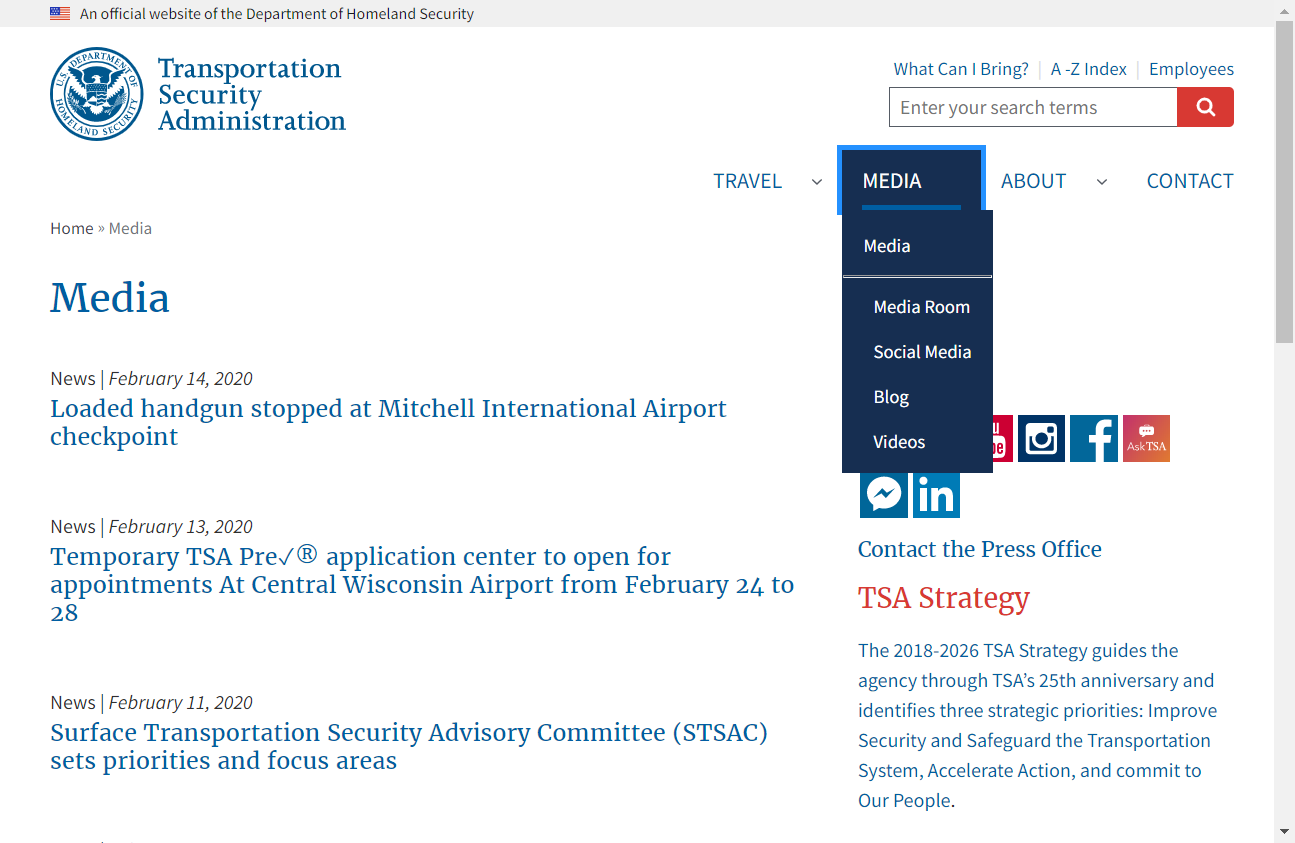 An official website of the Department of Homeland Security
U.S. DEPARTMENT OF
HOMELAND SECURITY
Transportation
Security
Administration
What Can I Bring? | A -Z Index | Employees
Enter your search terms
TRAVEL MEDIA ABOUT CONTACT
Home » Media
Media
Media Room
Social Media
Blog
Videos
Media
News | February 14, 2020
Loaded handgun stopped at Mitchell International Airport
checkpoint
AskTSA
in
News | February 13, 2020
Temporary TSA Pre✓® application center to open for
appointments At Central Wisconsin Airport from February 24 to
28
Contact the Press Office
TSA Strategy
The 2018-2026 TSA Strategy guides the
agency through TSA’s 25th anniversary and
identifies three strategic priorities: Improve
Security and Safeguard the Transportation
System, Accelerate Action, and commit to
Our People.
News | February 11, 2020
Surface Transportation Security Advisory Committee (STSAC)
sets priorities and focus areas